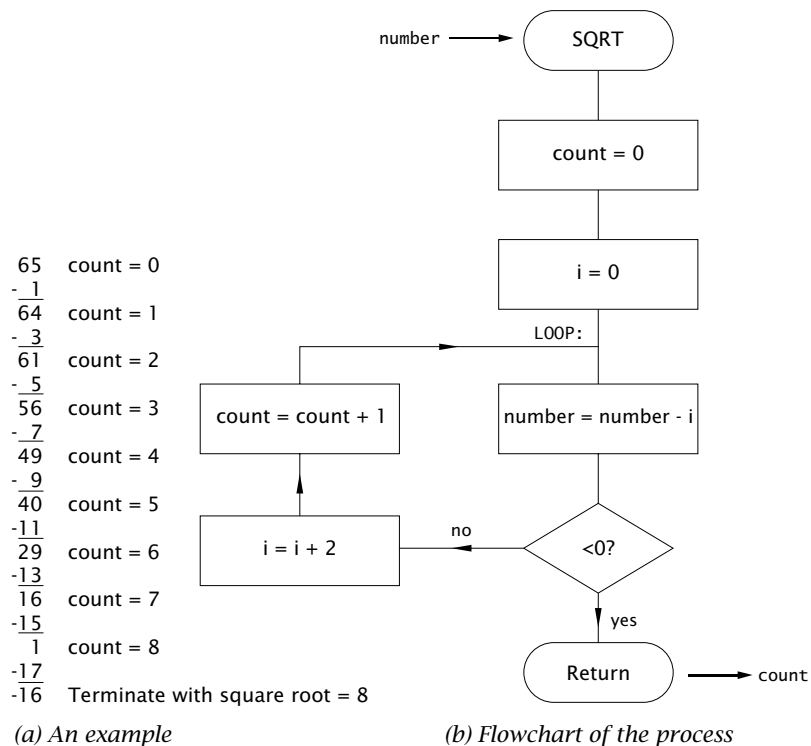 number
SQRT
count = 0
i = 0
LOOP:
number = number - i
<0?
no
yes
i = i + 2
count = count + 1
Return
count
65 count = 0
- 1
64 count = 1
- 3
61 count = 2
- 5
56 count = 3
- 7
49 count = 4
- 9
40 count = 5
-11
29 count = 6
-13
16 count = 7
-15
1 count = 8
-17
-16 Terminate with square root = 8
(a) An example
(b) Flowchart of the process